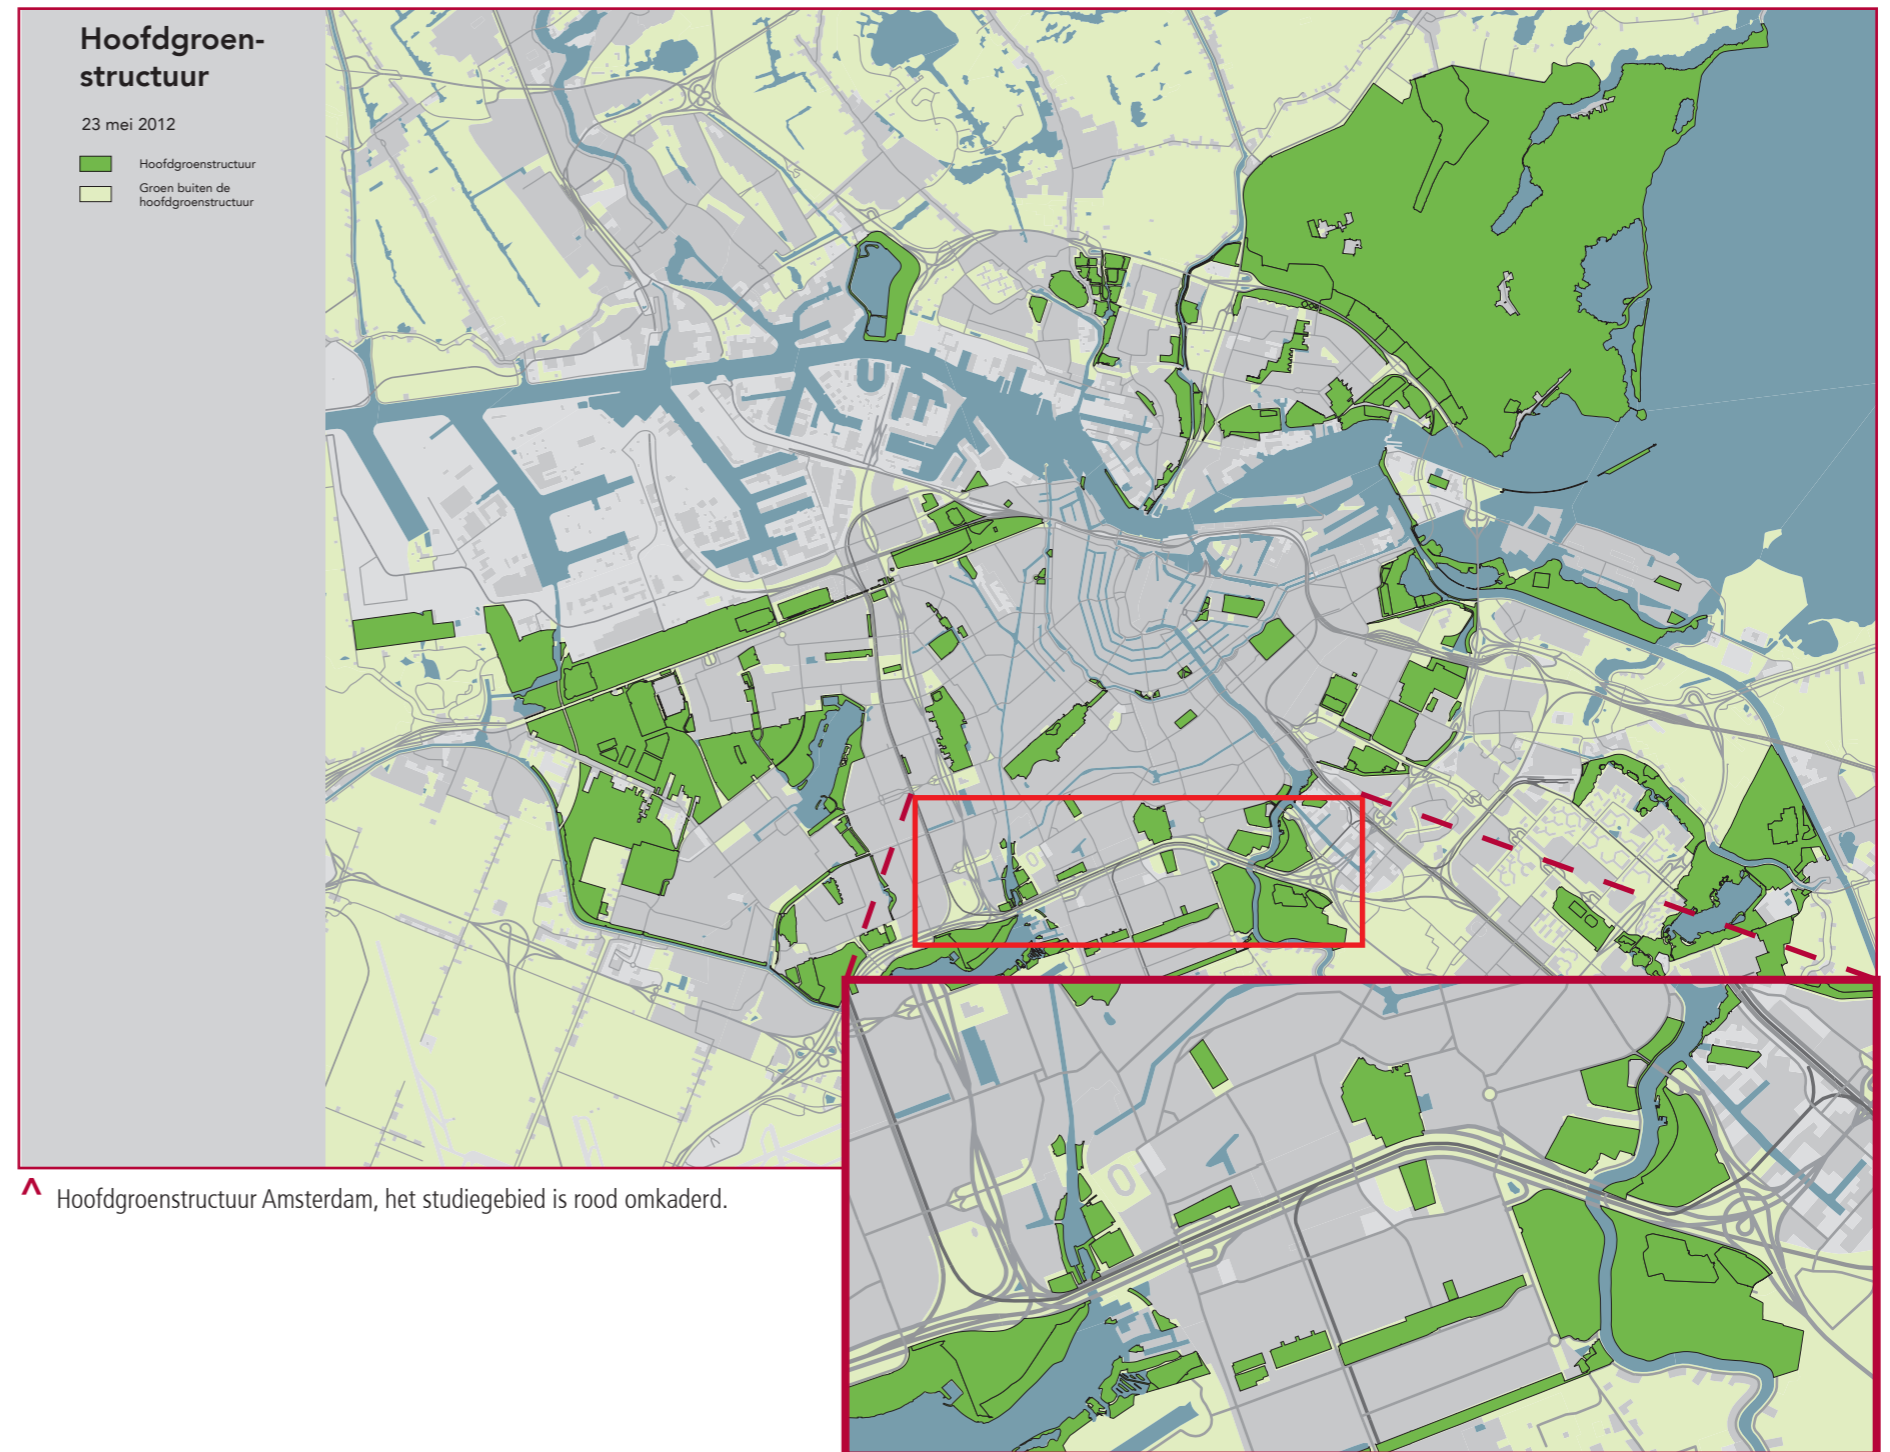 Hoofdgroen-
structuur
23 mei 2012
Hoofdgroenstructuur
Groen buiten de
hoofdgroenstructuur
^ Hoofdgroenstructuur Amsterdam, het studiegebied is rood omkaderd.